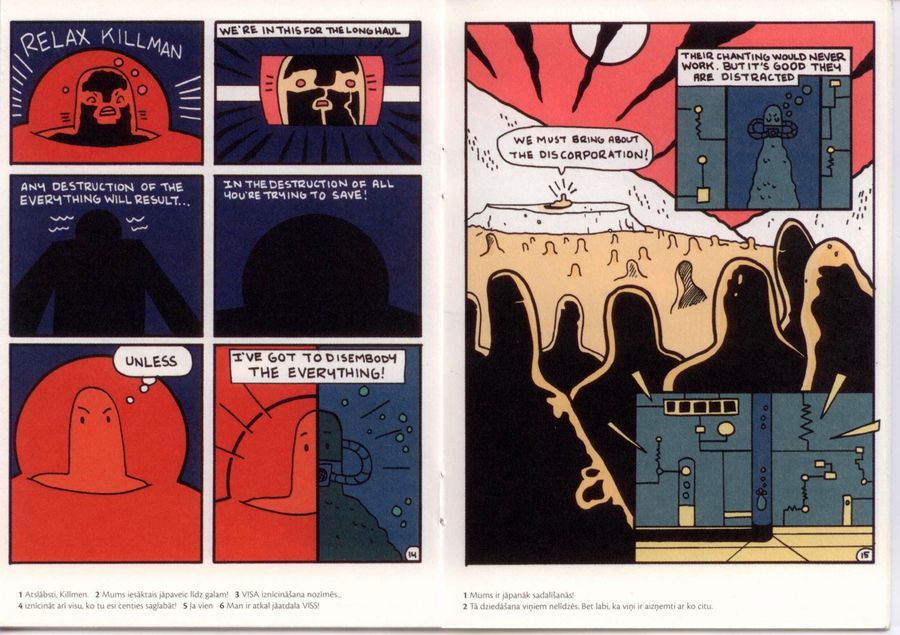 RELAX KILLMAN
WE'RE IN THIS FOR THE LONG HAUL
ANY DESTRUCTION OF THE
EVERYTHING WILL RESULT...
IN THE DESTRUCTION OF ALL
YOU'RE TRYING TO SAVE!
UNLESS
I'VE GOT TO DISEMBODY
THE EVERYTHING!
14
1 Atslābsti, Killmen. 2 Mums iesāktais jāpaveic līdz galam! 3 VISA iznīcināšana nozīmēs...
4 iznīcināt arī visu, ko tu esi centies saglabāt! 5 Ja vien 6 Man ir atkal jāatdala VISS!
THEIR CHANTING WOULD NEVER
WORK. BUT IT'S GOOD THEY
ARE DISTRACTED
WE MUST BRING ABOUT
THE DISCORPORATION!
15
1 Mums ir jāpanāk sadalīšanās!
2 Tā dziedāšana viņiem nelīdzēs. Bet labi, ka viņi ir aizņemti ar ko citu.